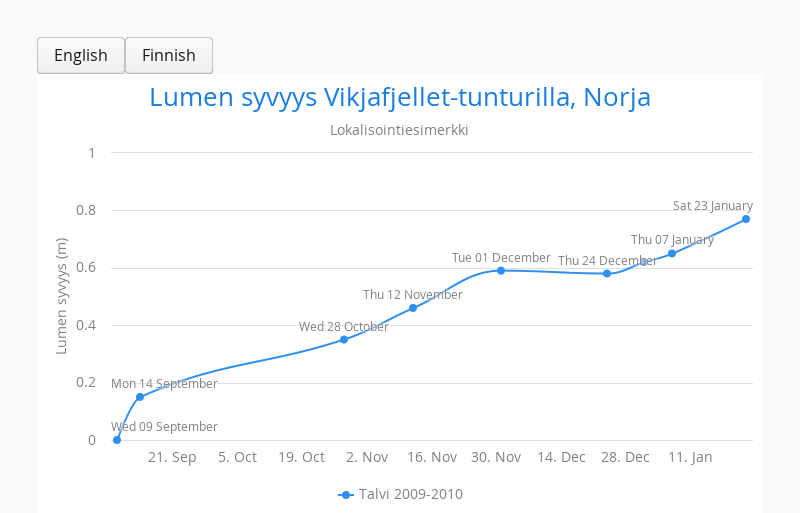 English Finnish
Lumen syvyys Vikjafjellet-tunturilla, Norja
Lokalisointiesimerkki
1
0.8
0.6
0.4
0.2
0
Lumen syvyys (m)
Sat 23 January
Thu 07 January
Tue 01 December
Thu 24 December
Thu 12 November
Wed 28 October
Mon 14 September
Wed 09 September
21. Sep 5. Oct 19. Oct 2. Nov 16. Nov 30. Nov 14. Dec 28. Dec 11. Jan
Talvi 2009-2010